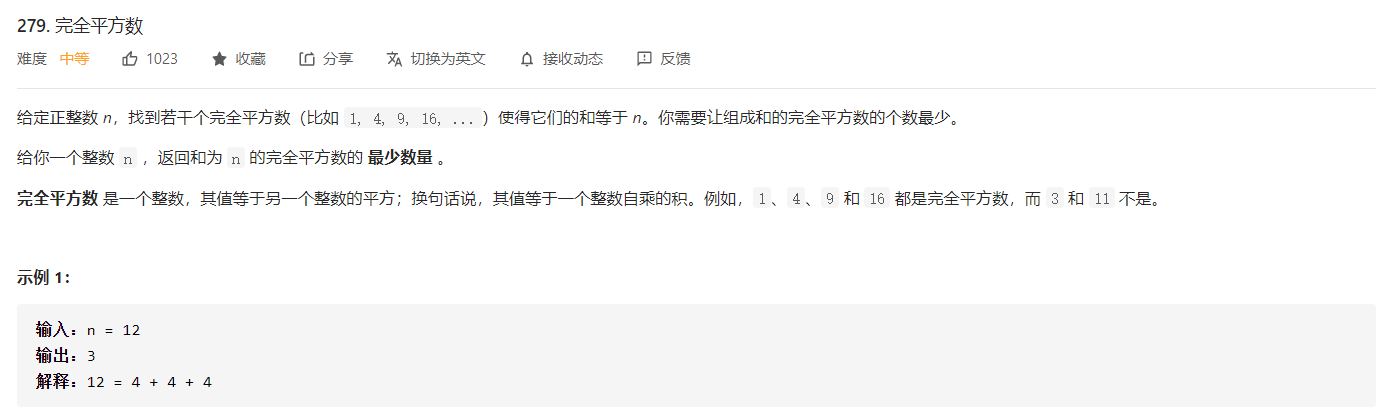 279. 完全平方数
难度 中等 1023 收藏 分享 切换为英文 接收动态 反馈
给定正整数 n，找到若干个完全平方数（比如 1, 4, 9, 16, ...）使得它们的和等于 n。你需要让组成和的完全平方数的个数最少。
给你一个整数 n ，返回和为 n 的完全平方数的 最少数量 。
完全平方数 是一个整数，其值等于另一个整数的平方；换句话说，其值等于一个整数自乘的积。例如，1、4、9 和 16 都是完全平方数，而 3 和 11 不是。
示例 1：
输入：n = 12
输出：3
解释：12 = 4 + 4 + 4